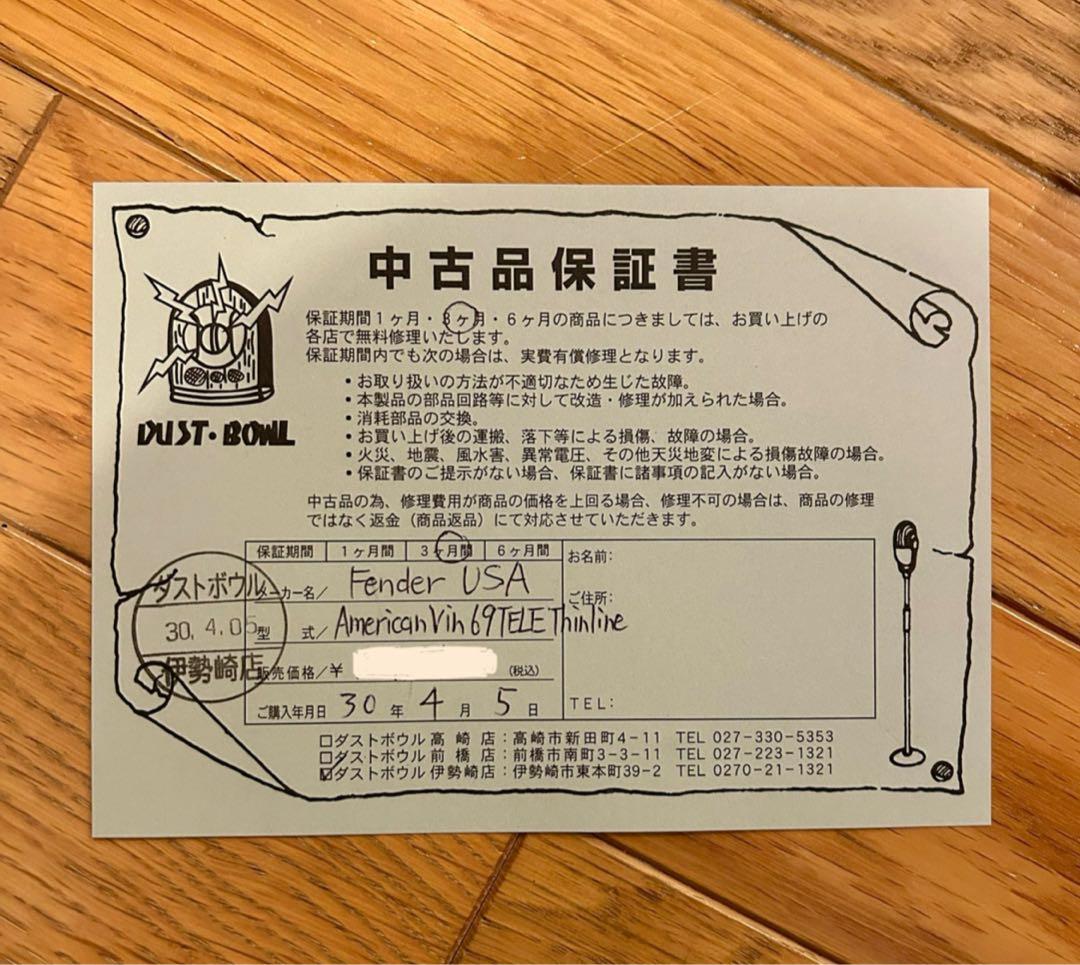 中古品保証書
保証期間1ヶ月・3ヶ月・6ヶ月の商品につきましては、お買い上げの
各店で無料修理いたします。
保証期間内でも次の場合は、実費有償修理となります。
・お取り扱いの方法が不適切なため生じた故障。
・本製品の部品回路等に対して改造・修理が加えられた場合。
・消耗部品の交換。
・お買い上げ後の運搬、落下等による損傷、故障の場合。
・火災、地震、風水害、異常電圧、その他天災地変による損傷故障の場合。
・保証書のご提示がない場合、保証書に諸事項の記入がない場合。
DUST・BOWL
中古品の為、修理費用が商品の価格を上回る場合、修理不可の場合は、商品の修理
ではなく返金（商品返品）にて対応させていただきます。
保証期間 1ヶ月間 3ヶ月間 6ヶ月間
メーカー名/ Fender USA
型 式/ American Vin 69 TELE Thinline
販売価格/¥ (税込)
ご購入年月日 30 年 4 月 5 日
お名前:
ご住所:
TEL:
ダストボウル
30. 4. 05
伊勢崎店
□ダストボウル 高 崎 店：高崎市新田町4-11 TEL 027-330-5353
□ダストボウル 前 橋 店：前橋市南町3-3-11 TEL 027-223-1321
☑ダストボウル 伊勢崎店：伊勢崎市東本町39-2 TEL 0270-21-1321